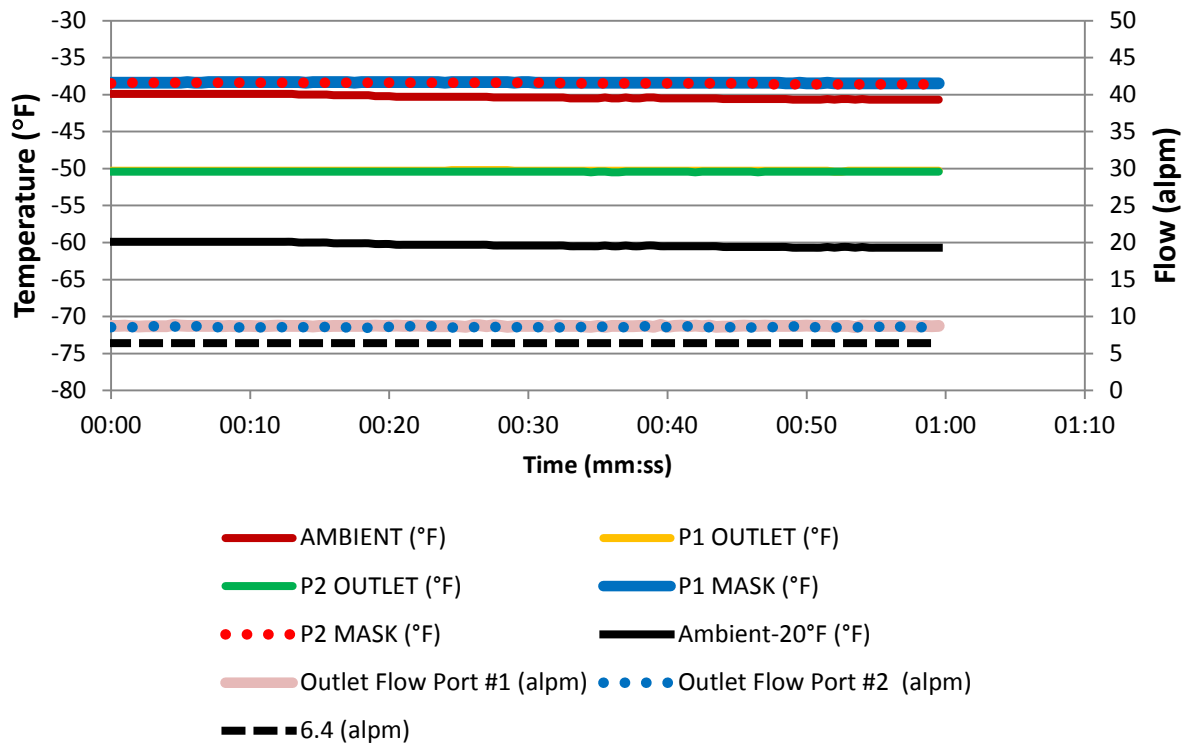 -30
-35
-40
-45
-50
-55
-60
-65
-70
-75
-80
Temperature (°F)
50
45
40
35
30
25
20
15
10
5
0
Flow (alpm)
00:00 00:10 00:20 00:30 00:40 00:50 01:00 01:10
Time (mm:ss)
AMBIENT (°F) P1 OUTLET (°F)
P2 OUTLET (°F) P1 MASK (°F)
P2 MASK (°F) Ambient-20°F (°F)
Outlet Flow Port #1 (alpm) Outlet Flow Port #2 (alpm)
6.4 (alpm)